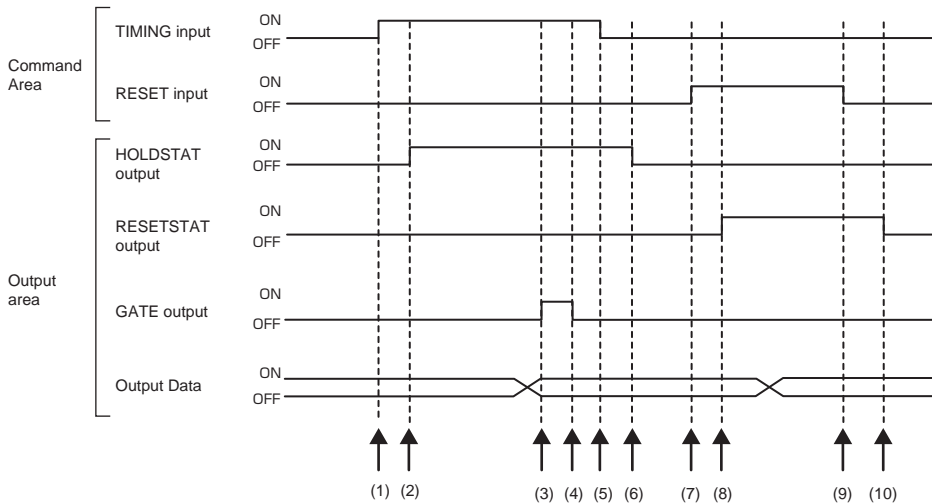 Command
Area
TIMING input
ON
OFF
RESET input
ON
OFF
Output
area
HOLDSTAT
output
ON
OFF
RESETSTAT
output
ON
OFF
GATE output
ON
OFF
Output Data
ON
OFF
(1) (2) (3) (4) (5) (6) (7) (8) (9) (10)